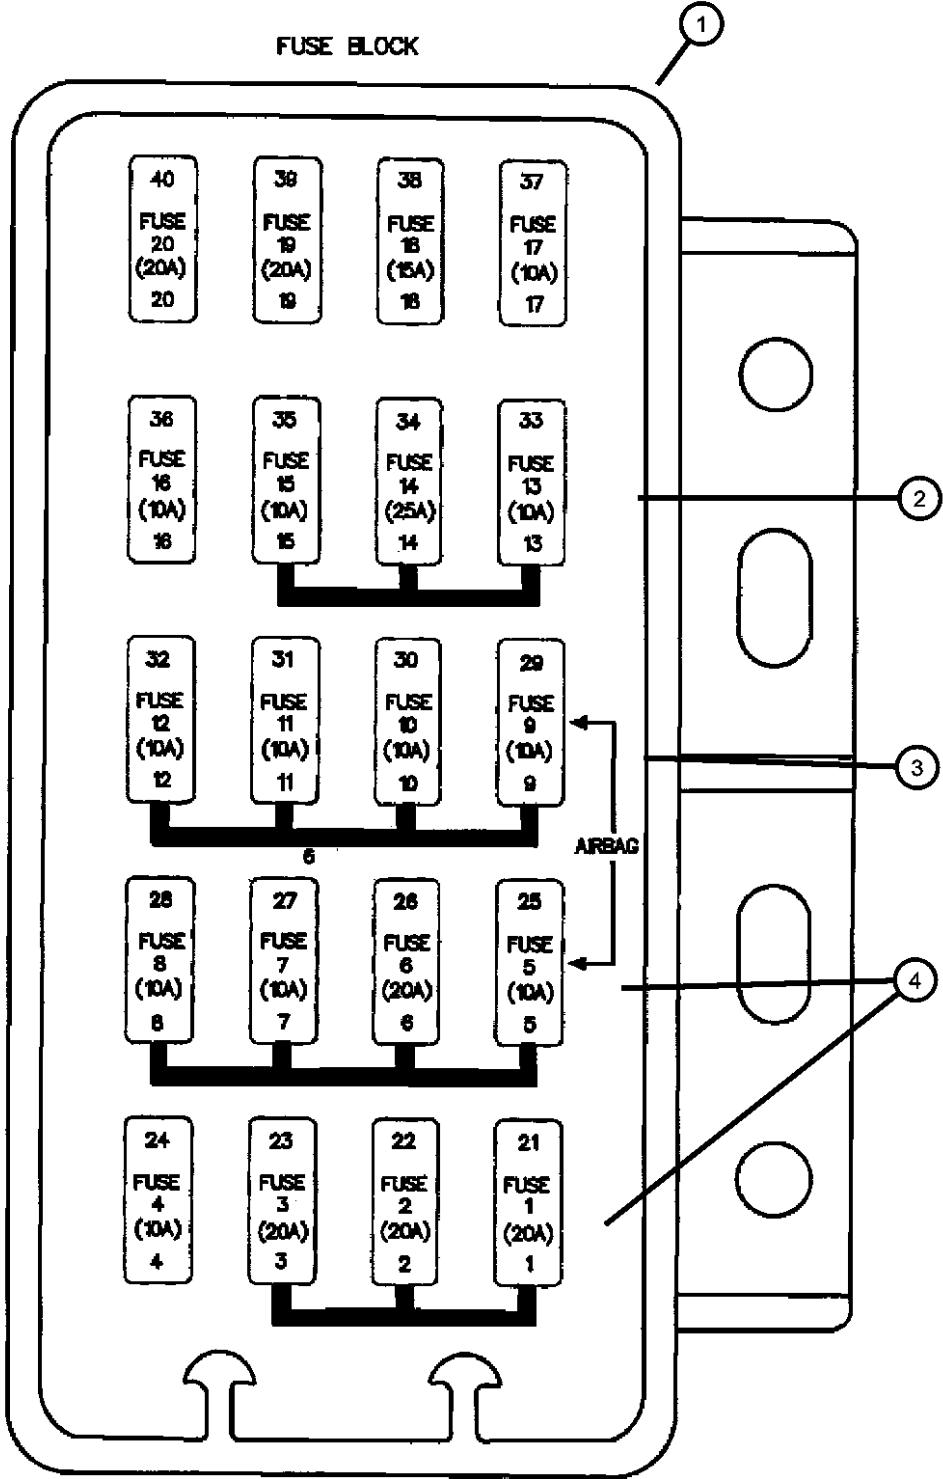 1
FUSE BLOCK
40 39 38 37
FUSE FUSE FUSE FUSE
20 19 18 17
(20A) (20A) (15A) (10A)
20 19 18 17
36 35 34 33
FUSE FUSE FUSE FUSE
16 15 14 13
(10A) (10A) (25A) (10A)
16 15 14 13
2
32 31 30 29
FUSE FUSE FUSE FUSE
12 11 10 9
(10A) (10A) (10A) (10A)
12 11 10 9
3
AIRBAG
6
28 27 26 25
FUSE FUSE FUSE FUSE
8 7 6 5
(10A) (10A) (20A) (10A)
8 7 6 5
4
24 23 22 21
FUSE FUSE FUSE FUSE
4 3 2 1
(10A) (20A) (20A) (20A)
4 3 2 1